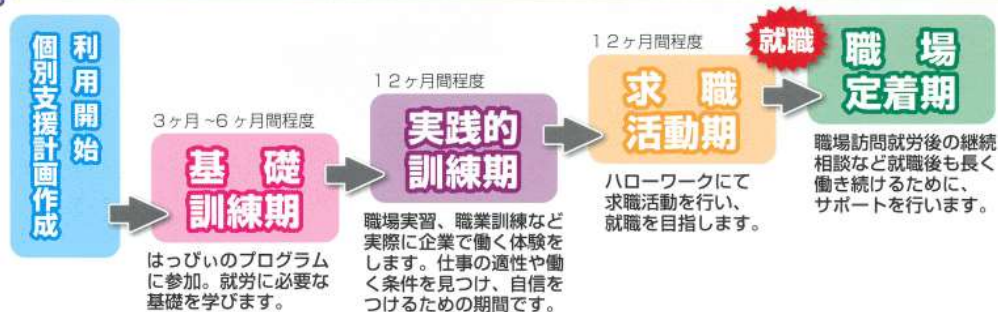 利用開始
個別支援計画作成
3ヶ月~6ヶ月間程度
基礎
訓練期
はっぴぃのプログラム
に参加。就労に必要な
基礎を学びます。
12ヶ月間程度
実践的
訓練期
職場実習、職業訓練など
実際に企業で働く体験を
します。仕事の適性や働
く条件を見つけ、自信を
つけるための期間です。
12ヶ月間程度
求職
活動期
ハローワークにて
求職活動を行い、
就職を目指します。
就職
職場
定着期
職場訪問就労後の継続
相談など就職後も長く
働き続けるために、
サポートを行います。